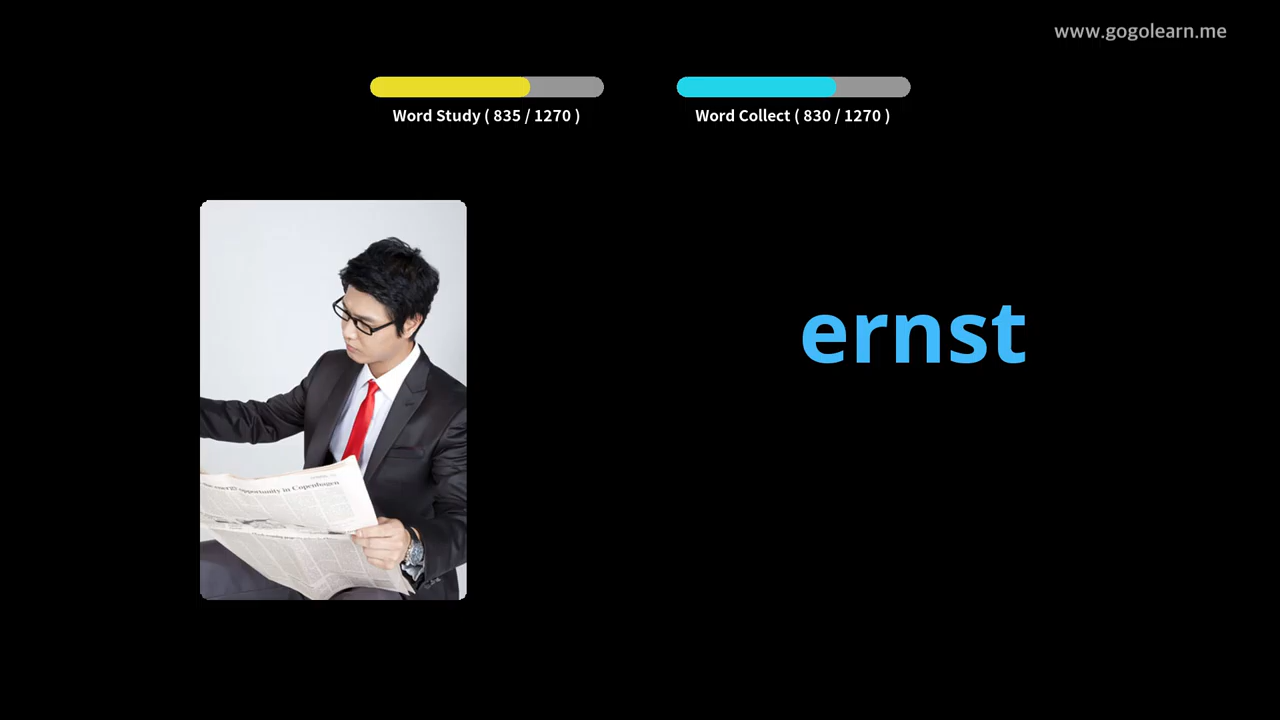 www.gogolearn.me
Word Study ( 835 / 1270 )
Word Collect ( 830 / 1270 )
ernst
opportunity in Copenhagen